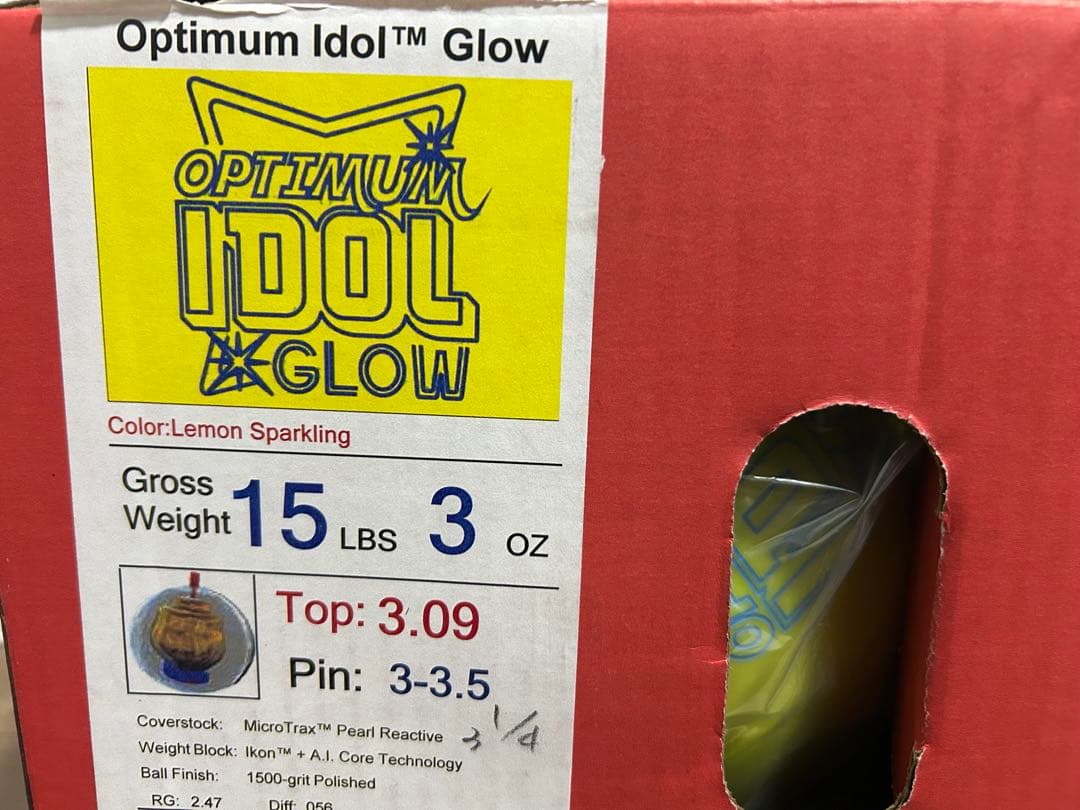 Optimum Idol™ Glow
OPTIMUM
IDOL
GLOW
Color:Lemon Sparkling
Gross Weight 15 LBS 3 OZ
Top: 3.09
Pin: 3-3.5
3 1/4
Coverstock: MicroTrax™ Pearl Reactive
Weight Block: Ikon™ + A.I. Core Technology
Ball Finish: 1500-grit Polished
RG: 2.47 Diff: .056